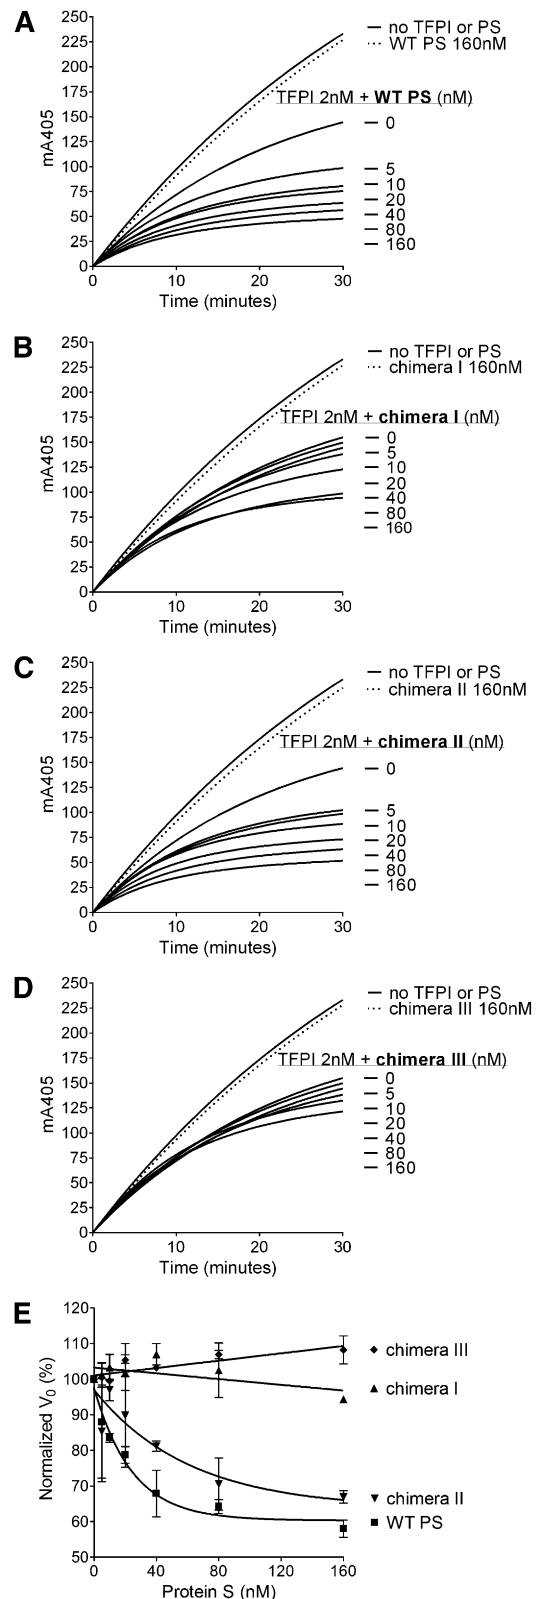 A
250
225
200
175
150
125
100
75
50
25
0
mA405
0 10 20 30
Time (minutes)
no TFPI or PS
WT PS 160nM
TFPI 2nM + WT PS (nM)
0
5
10
20
40
80
160
B
250
225
200
175
150
125
100
75
50
25
0
mA405
0 10 20 30
Time (minutes)
no TFPI or PS
chimera I 160nM
TFPI 2nM + chimera I (nM)
0
5
10
20
40
80
160
C
250
225
200
175
150
125
100
75
50
25
0
mA405
0 10 20 30
Time (minutes)
no TFPI or PS
chimera II 160nM
TFPI 2nM + chimera II (nM)
0
5
10
20
40
80
160
D
250
225
200
175
150
125
100
75
50
25
0
mA405
0 10 20 30
Time (minutes)
no TFPI or PS
chimera III 160nM
TFPI 2nM + chimera III (nM)
0
5
10
20
40
80
160
E
120
110
100
90
80
70
60
50
Normalized V0 (%)
0 40 80 120 160
Protein S (nM)
chimera III
chimera I
chimera II
WT PS